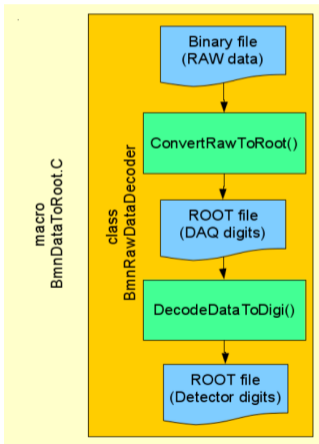 macro
BmnDataToRoot.C
class
BmnRawDataDecoder
Binary file
(RAW data)
ConvertRawToRoot()
ROOT file
(DAQ digits)
DecodeDataToDigi()
ROOT file
(Detector digits)